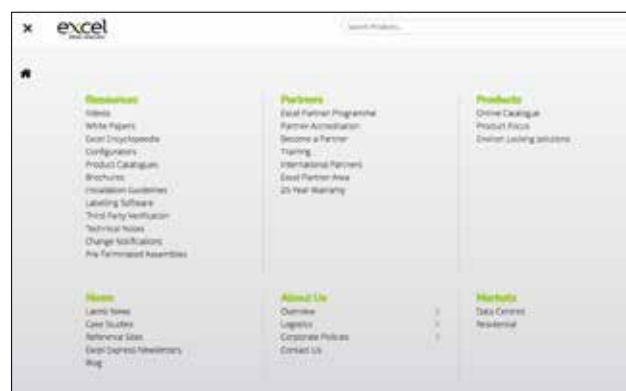 excel
Search Products...
Resources
Videos
White Papers
Excel Encyclopaedia
Configurators
Product Catalogues
Brochures
Installation Guidelines
Labelling Software
Third Party Verification
Technical Notes
Change Notifications
Pre-Terminated Assemblies
Partners
Excel Partner Programme
Partner Accreditation
Become a Partner
Training
International Partners
Excel Partner Area
25 Year Warranty
Products
Online Catalogue
Product Focus
Environ Locking Solutions
News
Latest News
Case Studies
Reference Sites
Excel Express Newsletters
Blog
About Us
Overview
Logistics
Corporate Policies
Contact Us
Markets
Data Centres
Residential